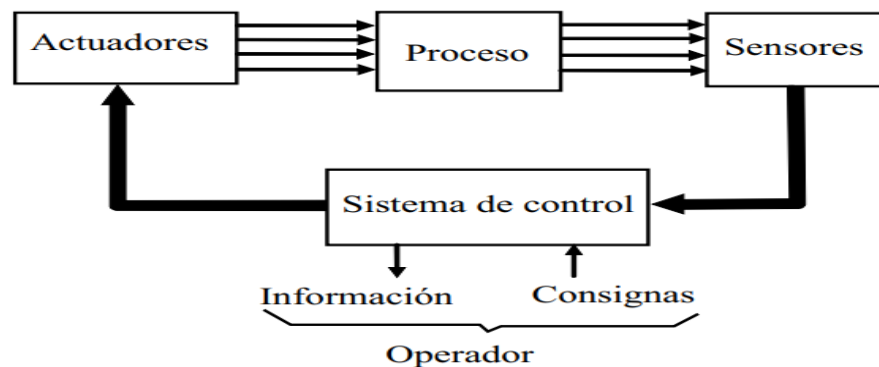 Actuadores
Proceso
Sensores
Sistema de control
Información
Consignas
Operador